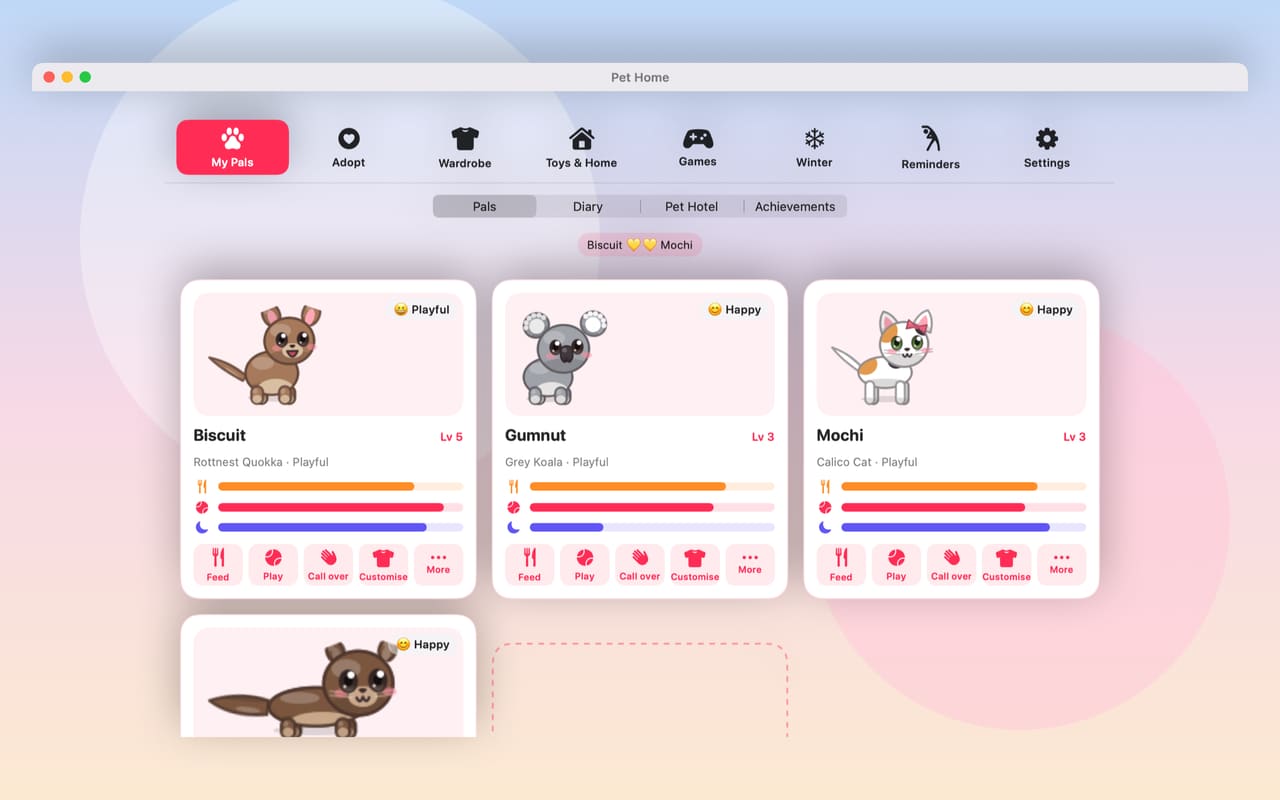 Pet Home
My Pals
Adopt
Wardrobe
Toys & Home
Games
Winter
Reminders
Settings
Pals
Diary
Pet Hotel
Achievements
Biscuit 💛💛 Mochi
😀 Playful
Biscuit
Lv 5
Rottnest Quokka · Playful
Feed
Play
Call over
Customise
More
😊 Happy
Gumnut
Lv 3
Grey Koala · Playful
Feed
Play
Call over
Customise
More
😊 Happy
Mochi
Lv 3
Calico Cat · Playful
Feed
Play
Call over
Customise
More
😊 Happy